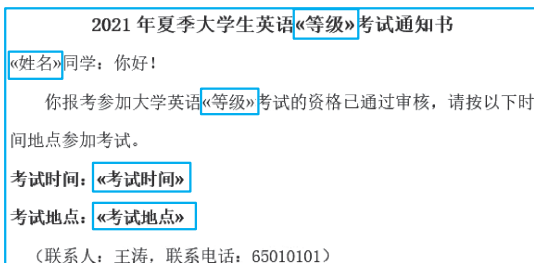 2021年夏季大学生英语«等级»考试通知书
«姓名»同学：你好！
你报考参加大学英语«等级»考试的资格已通过审核，请按以下时
间地点参加考试。
考试时间：«考试时间»
考试地点：«考试地点»
（联系人：王涛，联系电话：65010101）